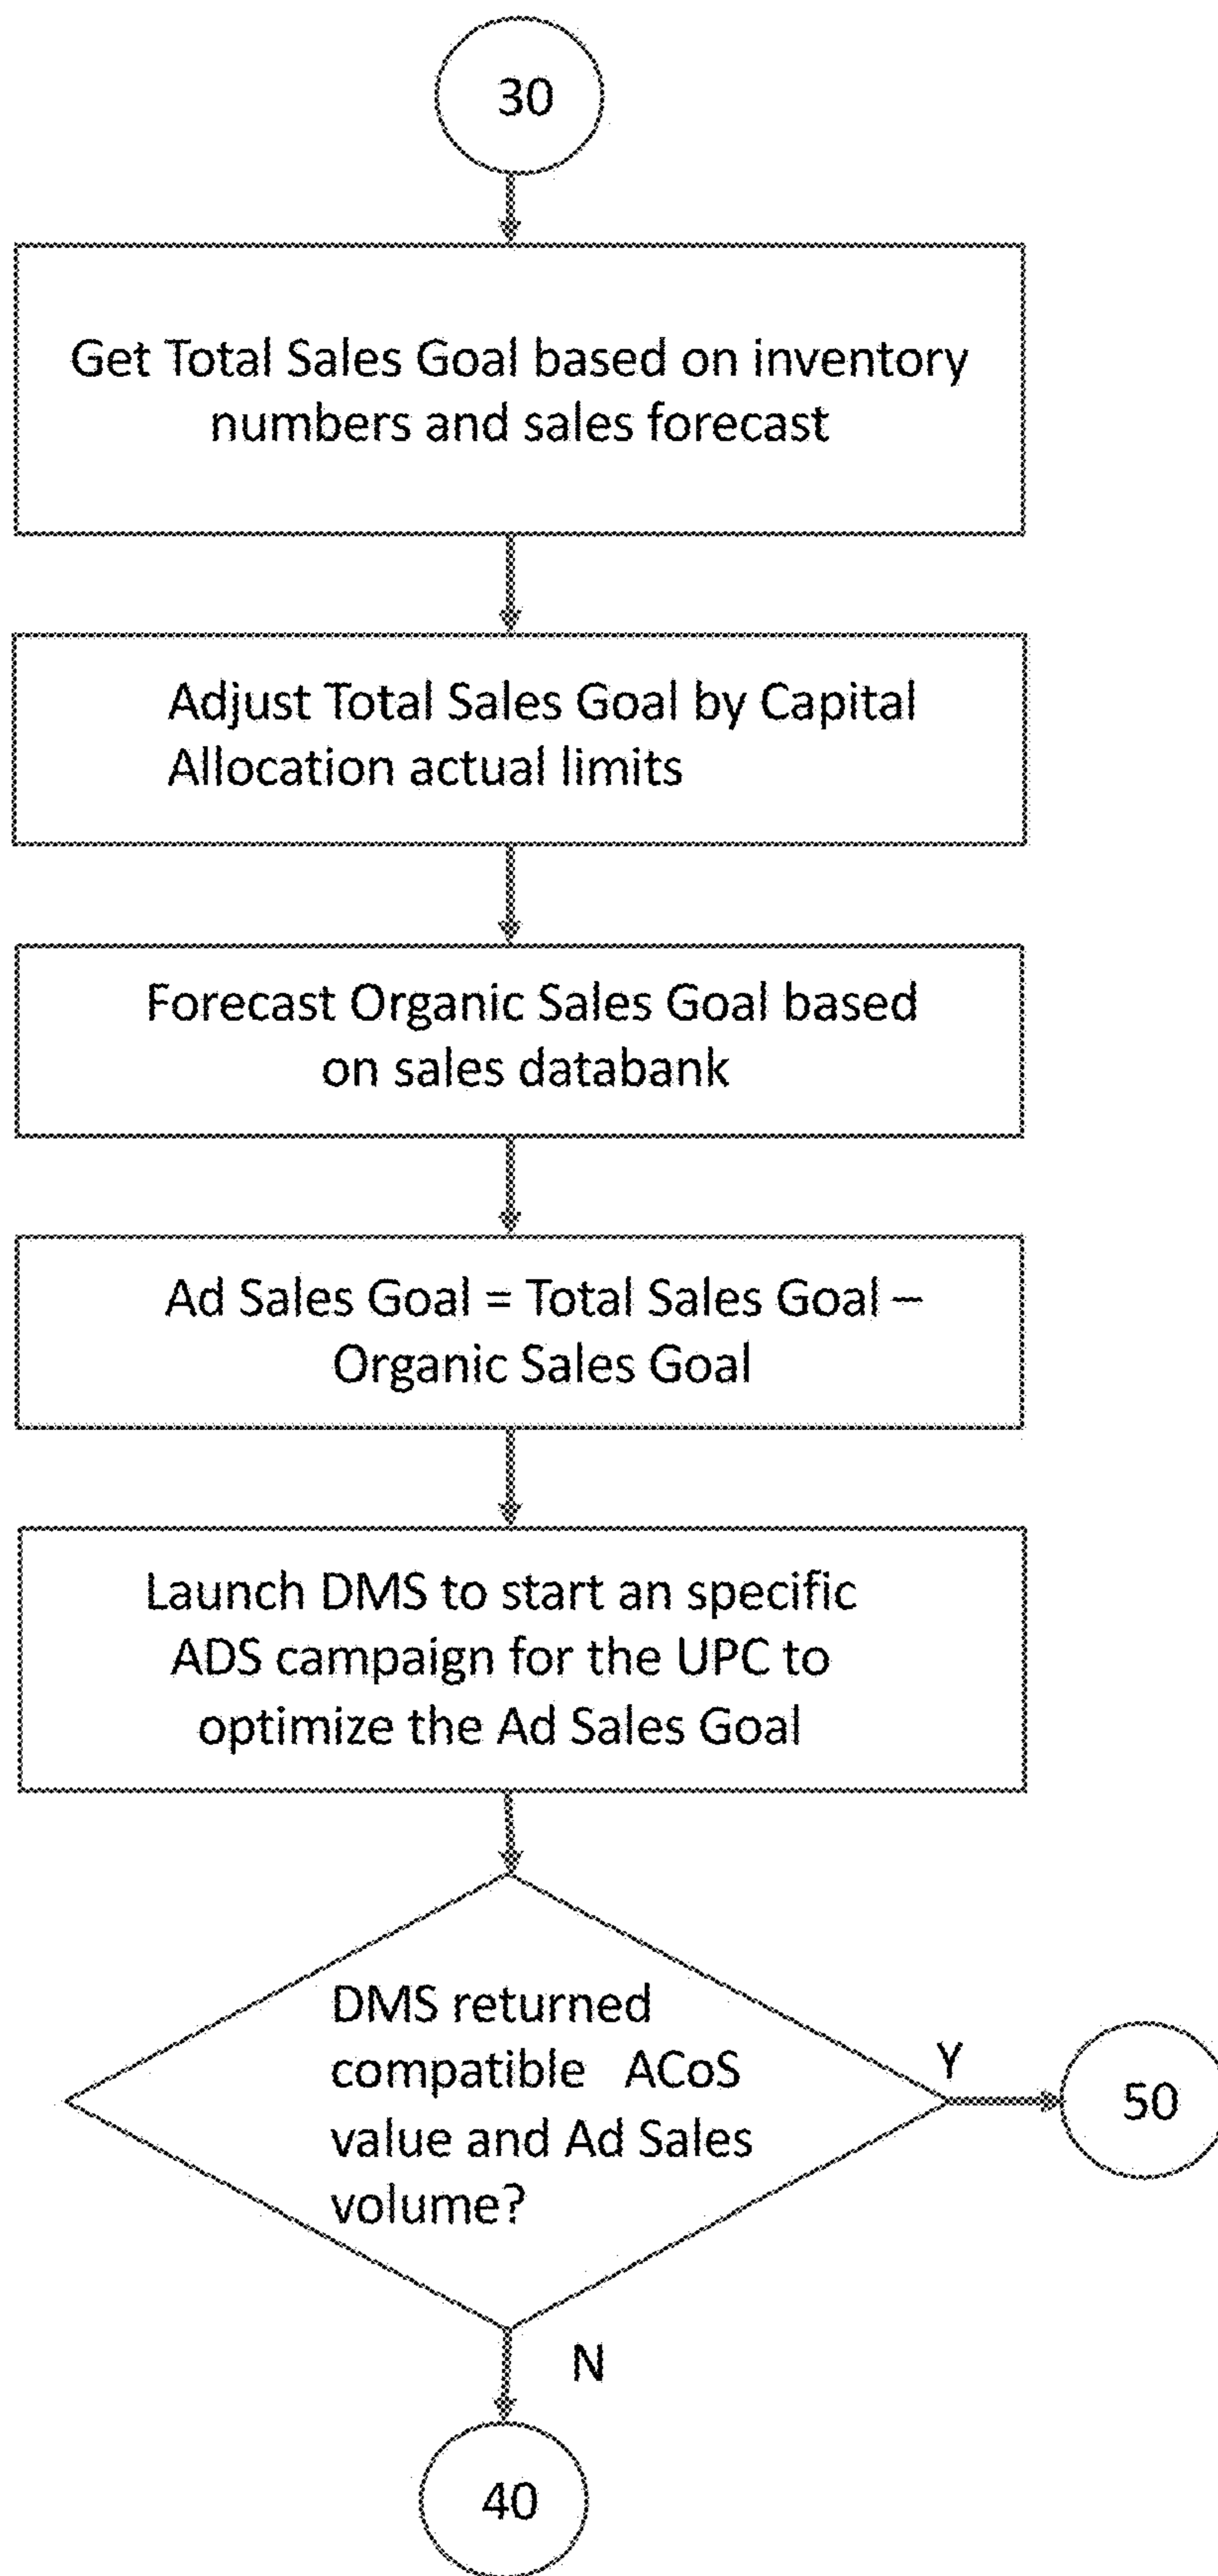 30
Get Total Sales Goal based on inventory
numbers and sales forecast
Adjust Total Sales Goal by Capital
Allocation actual limits
Forecast Organic Sales Goal based
on sales databank
Ad Sales Goal = Total Sales Goal –
Organic Sales Goal
Launch DMS to start an specific
ADS campaign for the UPC to
optimize the Ad Sales Goal
DMS returned
compatible ACoS
value and Ad Sales
volume?
Y
50
N
40